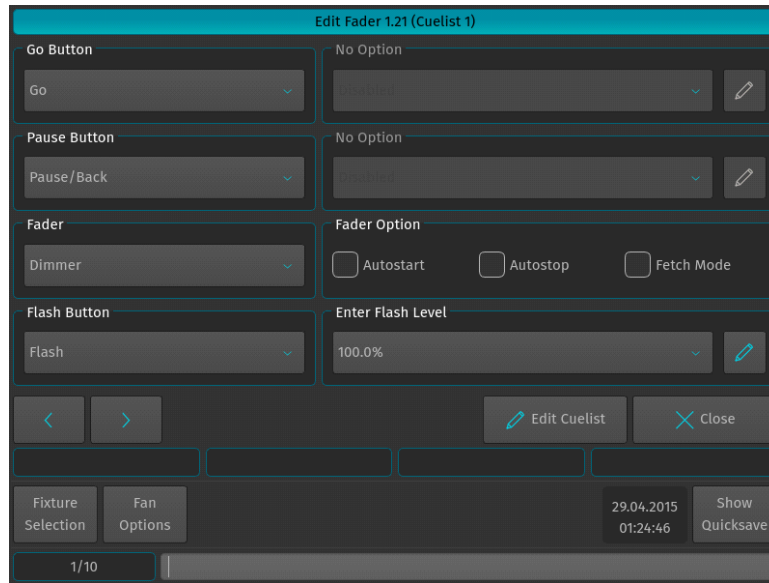 Edit Fader 1.21 (Cuelist 1)
Go Button
No Option
Go
Disabled
Pause Button
No Option
Pause/Back
Disabled
Fader
Fader Option
Dimmer
Autostart
Autostop
Fetch Mode
Flash Button
Enter Flash Level
Flash
100.0%
Edit Cuelist
Close
Fixture
Selection
Fan
Options
29.04.2015
01:24:46
Show
Quicksave
1/10